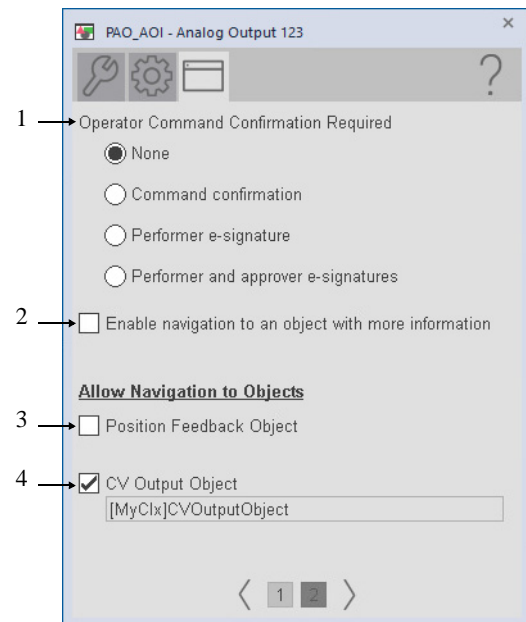 PAO_AOI - Analog Output 123
×
?
1
Operator Command Confirmation Required
None
Command confirmation
Performer e-signature
Performer and approver e-signatures
2
Enable navigation to an object with more information
Allow Navigation to Objects
3
Position Feedback Object
4
CV Output Object
[MyClx]CVOutputObject
1 2